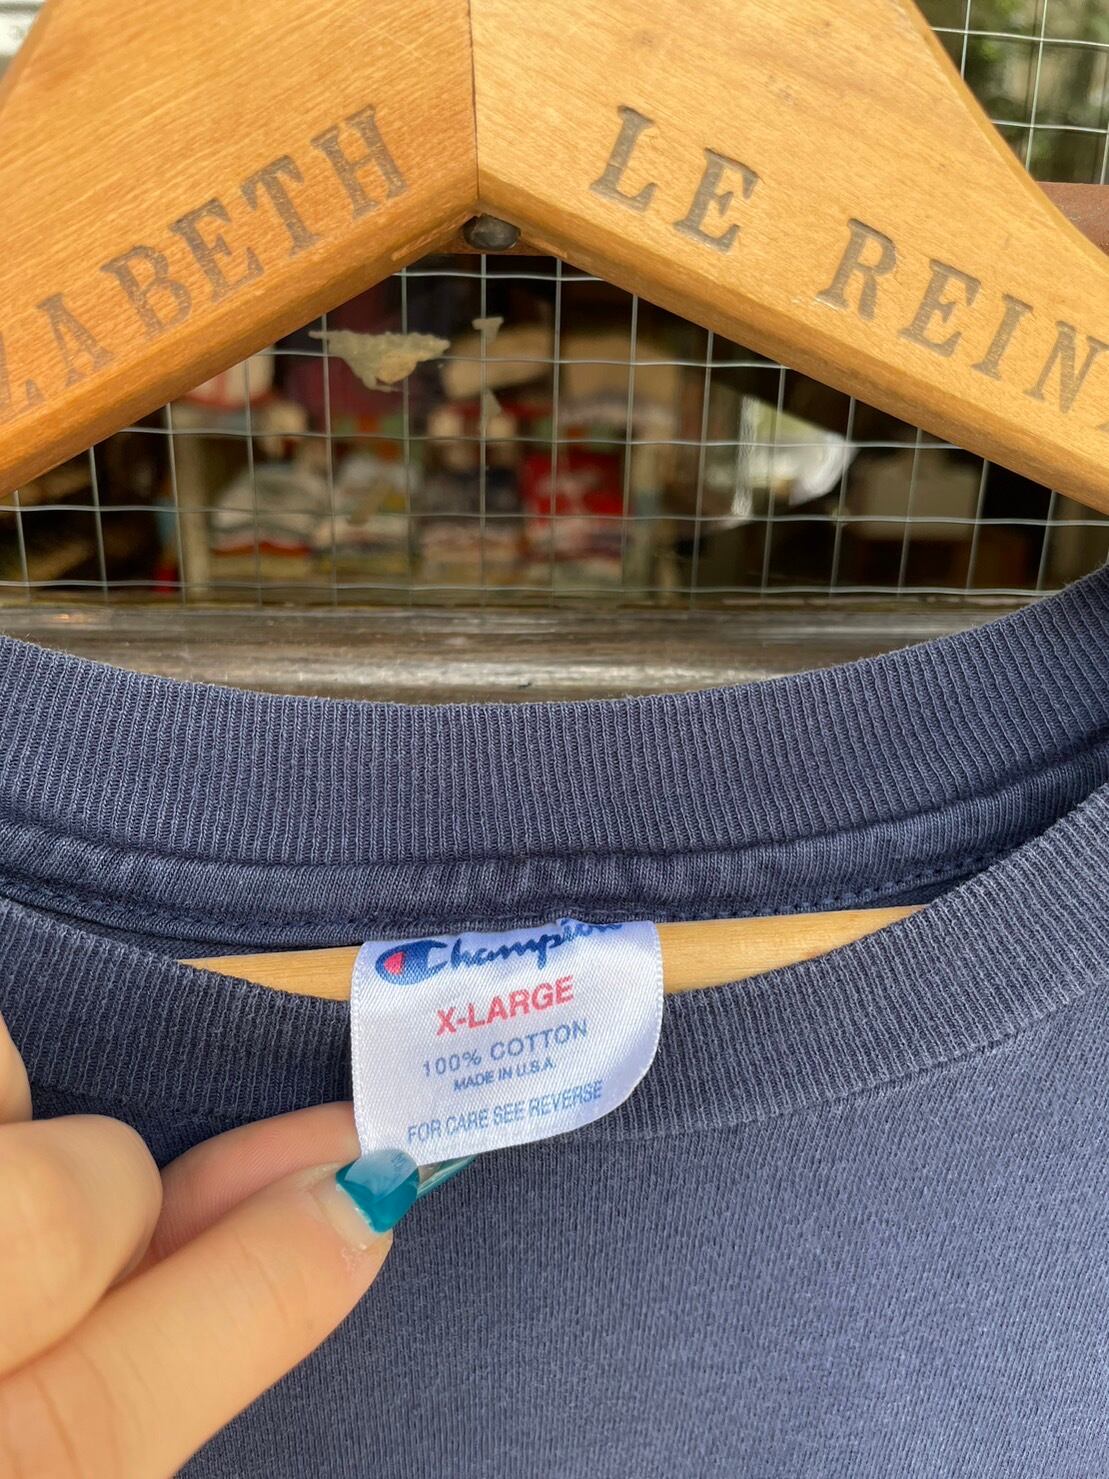 ZABETH
LE REIN
Champion
X-LARGE
100% COTTON
MADE IN U.S.A.
FOR CARE SEE REVERSE